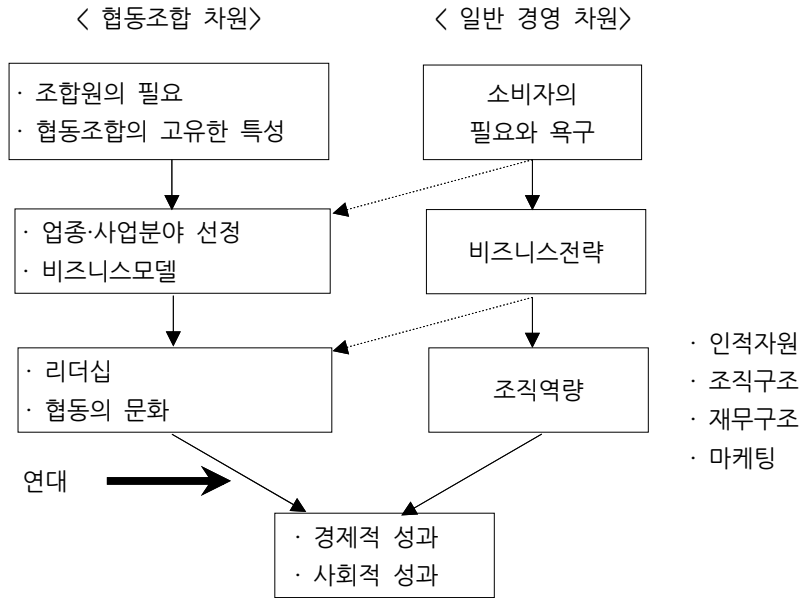 < 협동조합 차원>
< 일반 경영 차원>
· 조합원의 필요
· 협동조합의 고유한 특성
소비자의
필요와 욕구
· 업종·사업분야 선정
· 비즈니스모델
비즈니스전략
· 리더십
· 협동의 문화
조직역량
· 인적자원
· 조직구조
· 재무구조
· 마케팅
연대
· 경제적 성과
· 사회적 성과